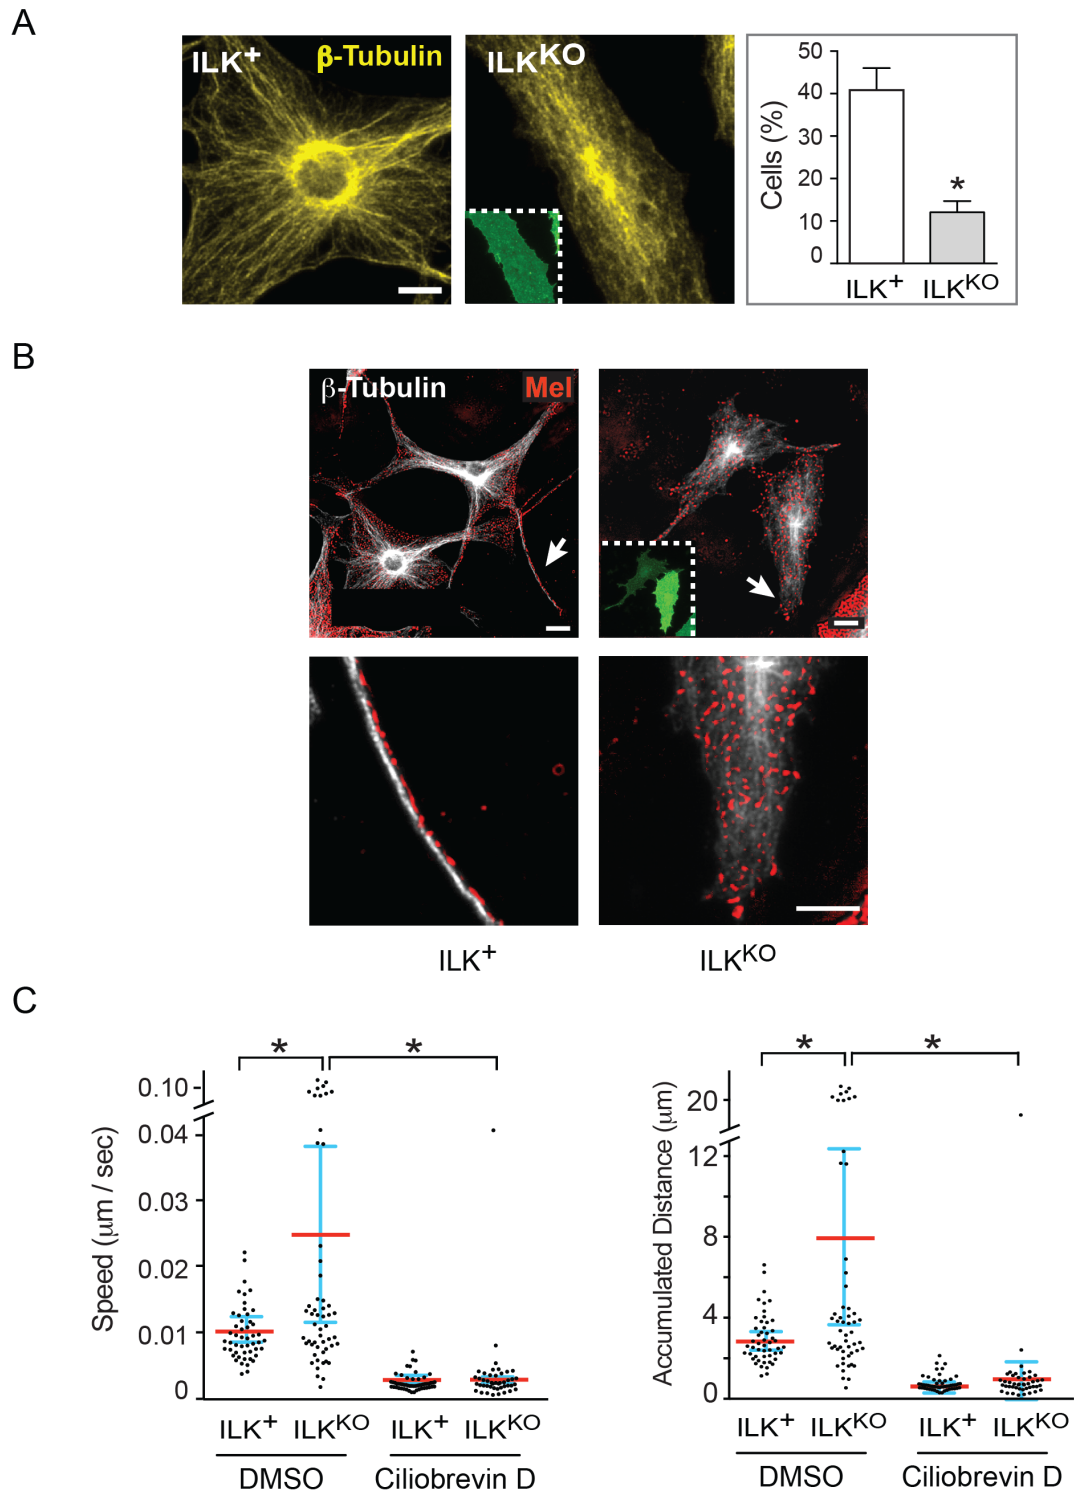 A
ILK+ β-Tubulin
ILKKO
50
40
30
20
10
0
Cells (%)
*
ILK+ ILKKO
B
β-Tubulin Mel
ILK+ ILKKO
C
* *
0.10
0.04
0.03
0.02
0.01
0
Speed (μm / sec)
ILK+ ILKKO ILK+ ILKKO
DMSO Ciliobrevin D
* *
20
12
8
4
0
Accumulated Distance (μm)
ILK+ ILKKO ILK+ ILKKO
DMSO Ciliobrevin D